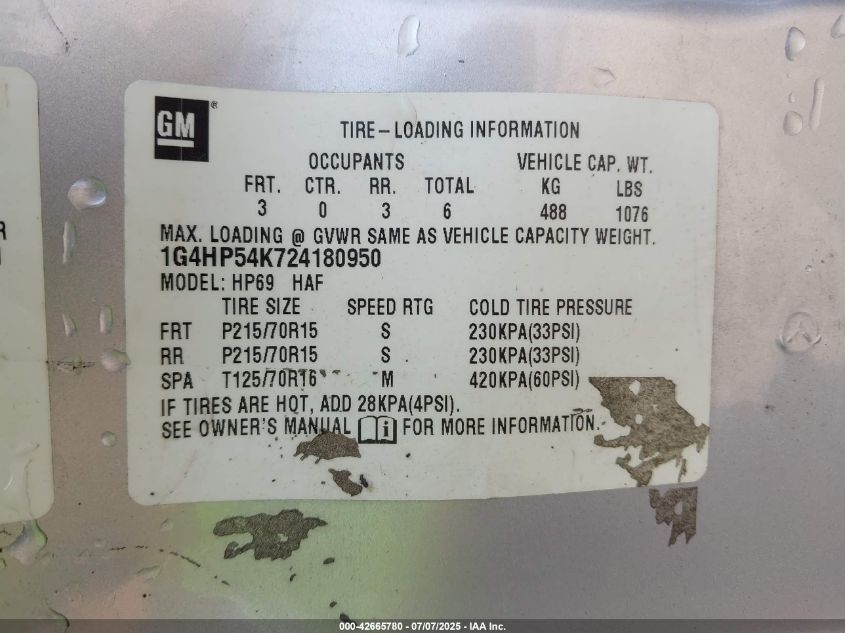 GM ®
TIRE-LOADING INFORMATION
OCCUPANTS VEHICLE CAP. WT.
FRT. CTR. RR. TOTAL KG LBS
3 0 3 6 488 1076
MAX. LOADING @ GVWR SAME AS VEHICLE CAPACITY WEIGHT.
1G4HP54K724180950
MODEL: HP69 HAF
TIRE SIZE SPEED RTG COLD TIRE PRESSURE
FRT P215/70R15 S 230KPA(33PSI)
RR P215/70R15 S 230KPA(33PSI)
SPA T125/70R16 M 420KPA(60PSI)
IF TIRES ARE HOT, ADD 28KPA(4PSI).
SEE OWNER'S MANUAL i FOR MORE INFORMATION.
R
000-42665780 - 07/07/2025 - IAA Inc.